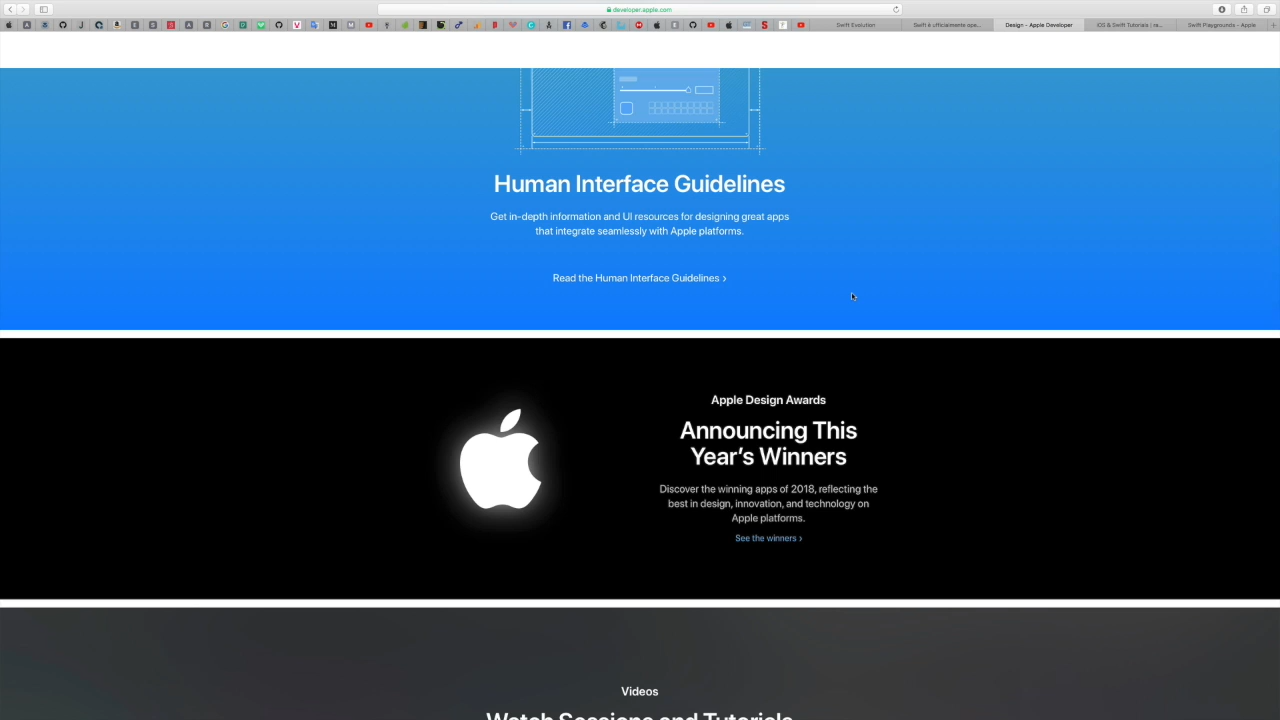 developer.apple.com
Swift Evolution
Swift è ufficialmente ope...
Design - Apple Developer
iOS & Swift Tutorials | ra...
Swift Playgrounds - Apple
Human Interface Guidelines
Get in-depth information and UI resources for designing great apps
that integrate seamlessly with Apple platforms.
Read the Human Interface Guidelines ›
Apple Design Awards
Announcing This
Year's Winners
Discover the winning apps of 2018, reflecting the
best in design, innovation, and technology on
Apple platforms.
See the winners ›
Videos
Watch Sessions and Tutorials